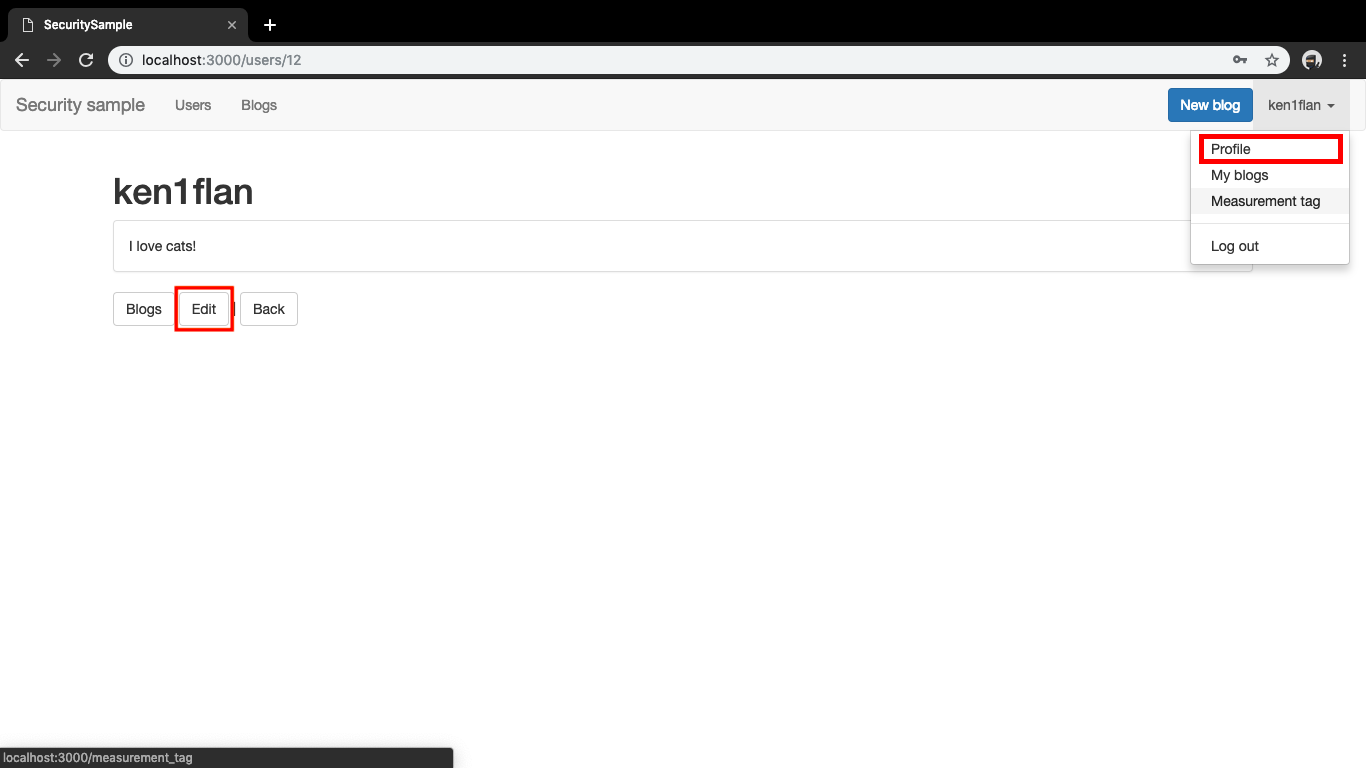 SecuritySample
localhost:3000/users/12
Security sample Users Blogs New blog ken1flan
Profile
My blogs
Measurement tag
Log out
ken1flan
I love cats!
Blogs Edit | Back
localhost:3000/measurement_tag